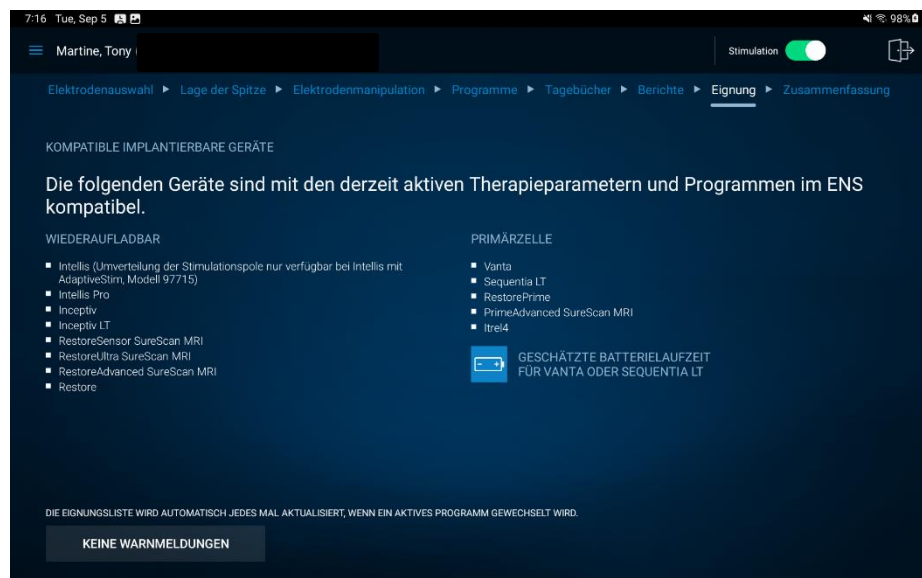 7:16 Tue, Sep 5 98%
Martine, Tony
Stimulation
Elektrodenauswahl ► Lage der Spitze ► Elektrodenmanipulation ► Programme ► Tagebücher ► Berichte ► Eignung ► Zusammenfassung
KOMPATIBLE IMPLANTIERBARE GERÄTE
Die folgenden Geräte sind mit den derzeit aktiven Therapieparametern und Programmen im ENS
kompatibel.
WIEDERAUFLADBAR
Intellis (Umverteilung der Stimulationspole nur verfügbar bei Intellis mit
AdaptiveStim, Modell 97715)
Intellis Pro
Inceptiv
Inceptiv LT
RestoreSensor SureScan MRI
RestoreUltra SureScan MRI
RestoreAdvanced SureScan MRI
Restore
PRIMÄRZELLE
Vanta
Sequentia LT
RestorePrime
PrimeAdvanced SureScan MRI
Itrel4
GESCHÄTZTE BATTERIELAUFZEIT
FÜR VANTA ODER SEQUENTIA LT
DIE EIGNUNGSLISTE WIRD AUTOMATISCH JEDES MAL AKTUALISIERT, WENN EIN AKTIVES PROGRAMM GEWECHSELT WIRD.
KEINE WARNMELDUNGEN